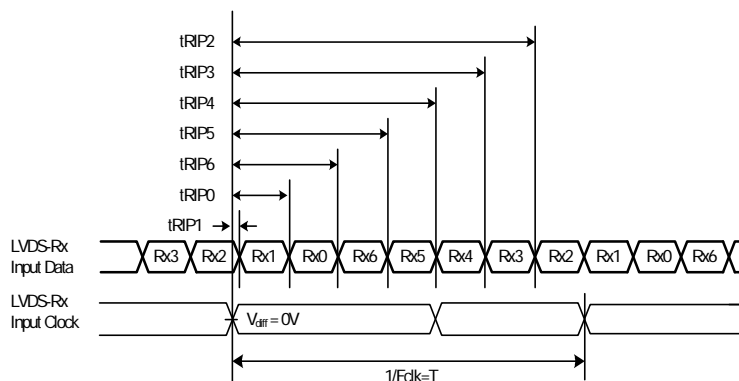 tRIP2
tRIP3
tRIP4
tRIP5
tRIP6
tRIP0
tRIP1
LVDS-Rx
Input Data
Rx3 Rx2 Rx1 Rx0 Rx6 Rx5 Rx4 Rx3 Rx2 Rx1 Rx0 Rx6
LVDS-Rx
Input Clock
Vdiff = 0V
1/Fclk=T